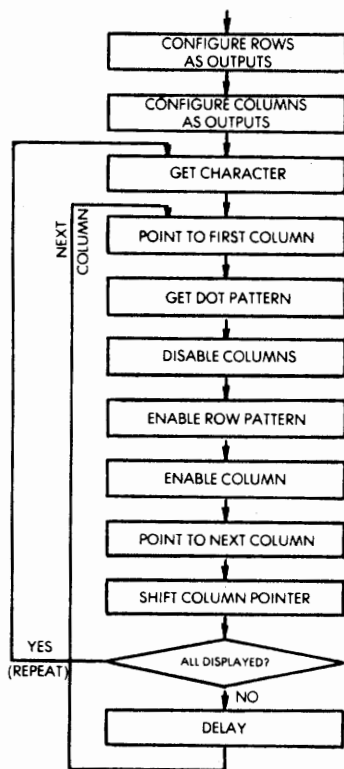 CONFIGURE ROWS
AS OUTPUTS
CONFIGURE COLUMNS
AS OUTPUTS
GET CHARACTER
NEXT
COLUMN
POINT TO FIRST COLUMN
GET DOT PATTERN
DISABLE COLUMNS
ENABLE ROW PATTERN
ENABLE COLUMN
POINT TO NEXT COLUMN
SHIFT COLUMN POINTER
YES
(REPEAT)
ALL DISPLAYED?
NO
DELAY